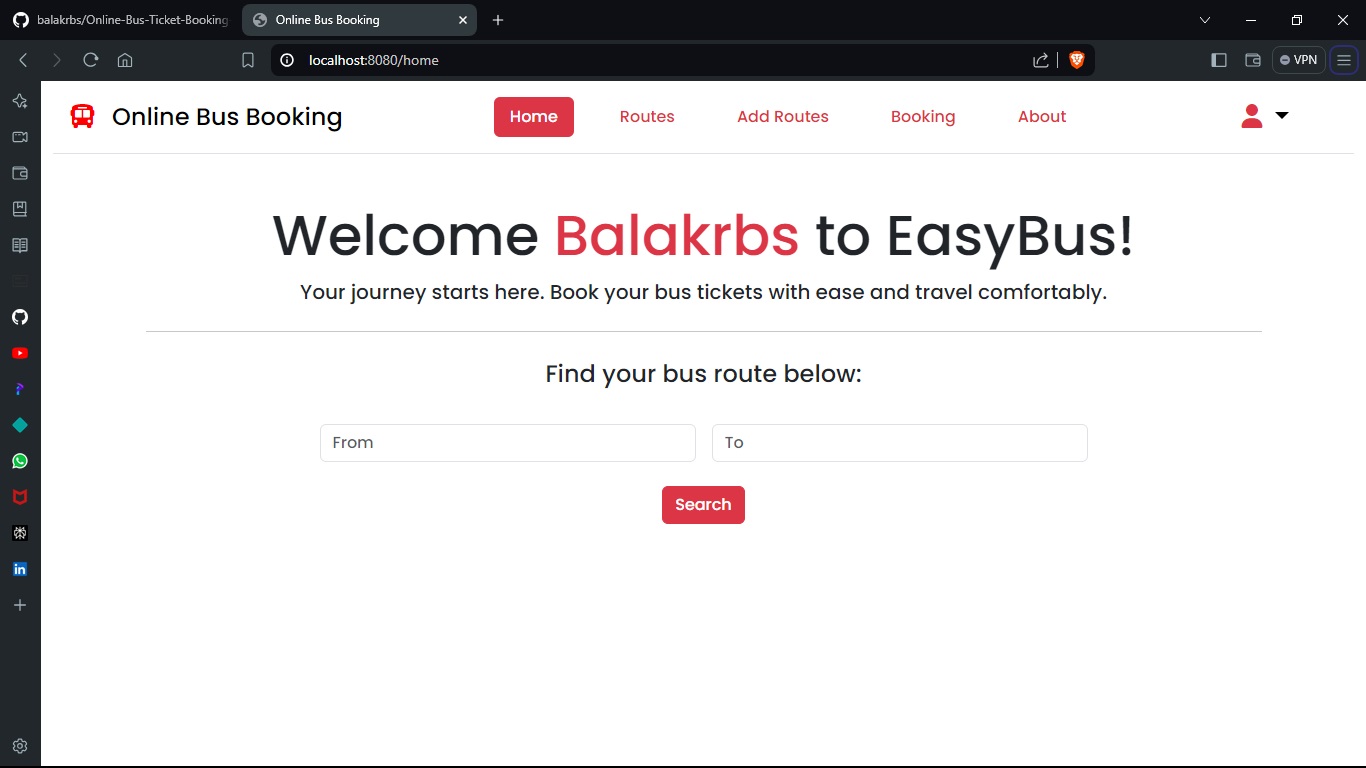 balakrbs/Online-Bus-Ticket-Booking
Online Bus Booking
localhost:8080/home
VPN
Online Bus Booking
Home
Routes
Add Routes
Booking
About
Welcome Balakrbs to EasyBus!
Your journey starts here. Book your bus tickets with ease and travel comfortably.
Find your bus route below:
From
To
Search
in